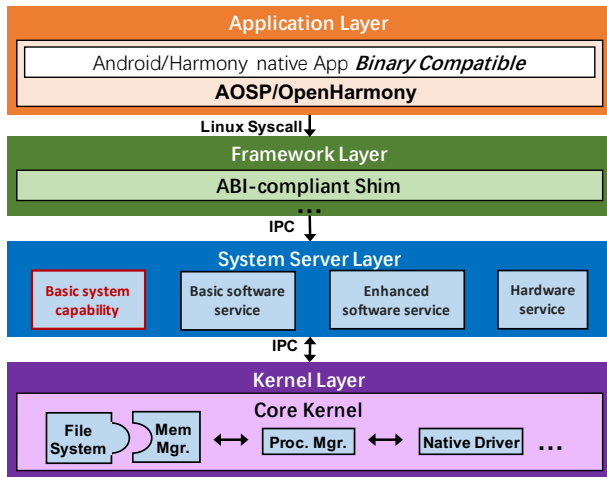 Application Layer
Android/Harmony native App Binary Compatible
AOSP/OpenHarmony
Linux Syscall
Framework Layer
ABI-compliant Shim
...
IPC
System Server Layer
Basic system
capability
Basic software
service
Enhanced
software service
Hardware
service
IPC
Kernel Layer
Core Kernel
File
System
Mem
Mgr.
Proc. Mgr.
Native Driver
...